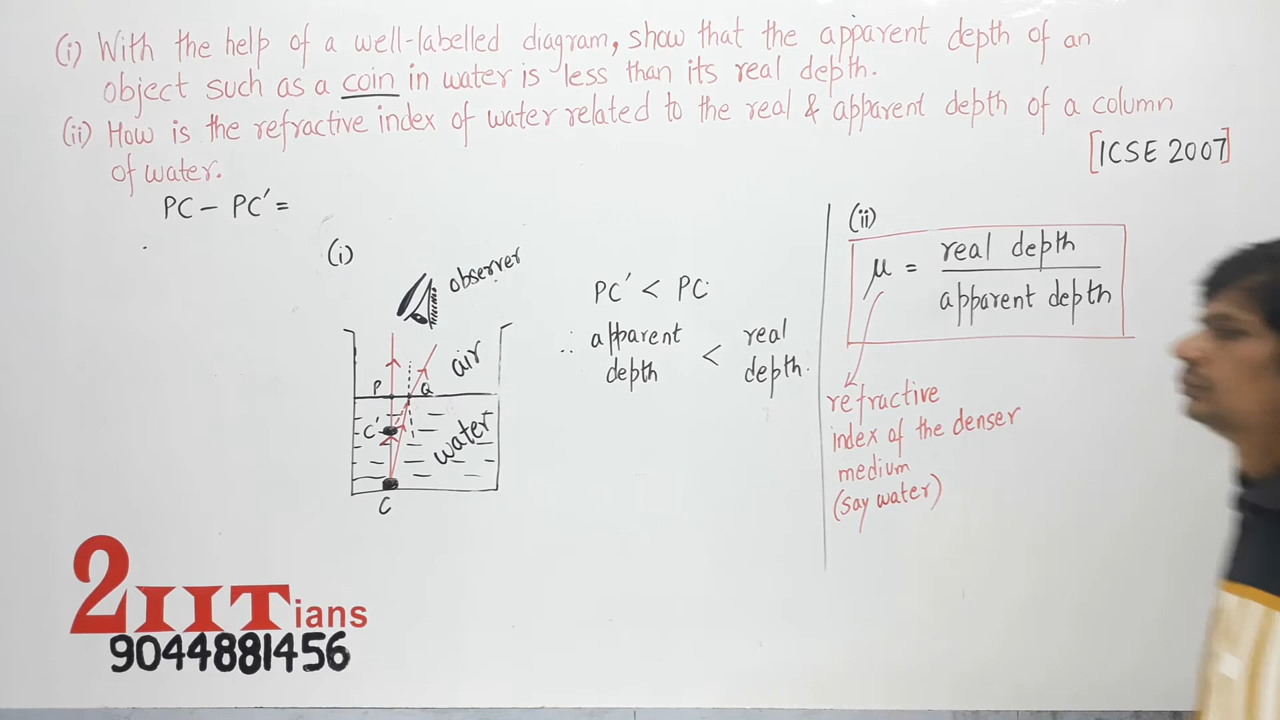 (i) With the help of a well-labelled diagram, show that the apparent depth of an
object such as a coin in water is less than its real depth.
(ii) How is the refractive index of water related to the real & apparent depth of a column
of water.
[ICSE 2007]
PC - PC' =
(i)
observer
air
P
Q
C'
water
C
PC' < PC
∴ apparent depth < real depth.
(ii)
μ = real depth / apparent depth
refractive
index of the denser
medium
(say water)
2IITians
9044881456